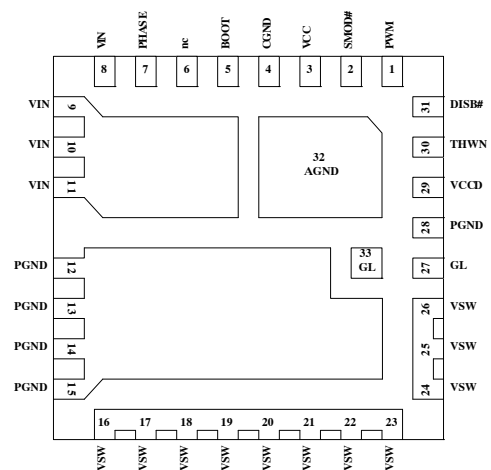 VIN PHASE nc BOOT CGND VCC SMOD# PWM
8 7 6 5 4 3 2 1
VIN 9 31 DISB#
VIN 10 30 THWN
32
AGND
VIN 11 29 VCCD
28 PGND
33
GL
PGND 12 27 GL
PGND 13 26 VSW
PGND 14 25 VSW
PGND 15 24 VSW
16 17 18 19 20 21 22 23
VSW VSW VSW VSW VSW VSW VSW VSW